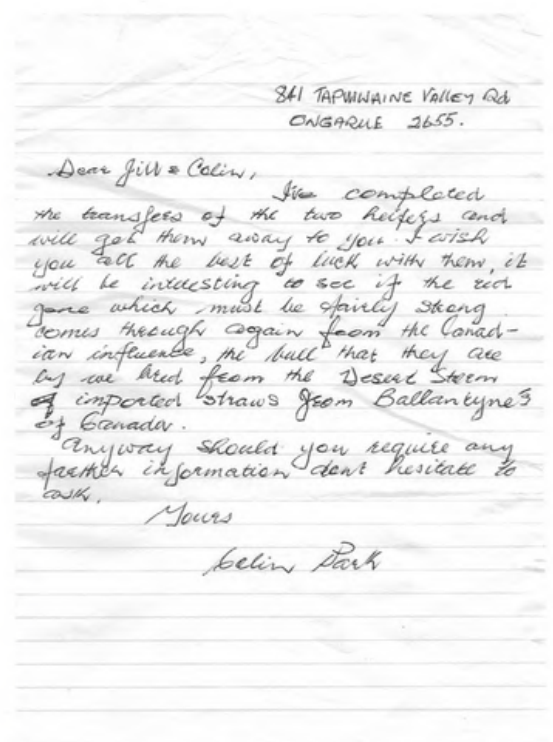 841 TAPUIWAINE VALLEY Rd
ONGARUE 2655.
Dear Jill & Colin,
I've completed
the transfers of the two heifers and
will get them away to you. I wish
you all the best of luck with them, it
will be interesting to see if the red
gene which must be fairly strong
comes through again from the Canad-
ian influence, the bull that they are
by we bred from the Desert Storm
imported straws from Ballantyne's
of Canada.
Anyway should you require any
further information dont hesitate to
ask.
Yours
Colin Park